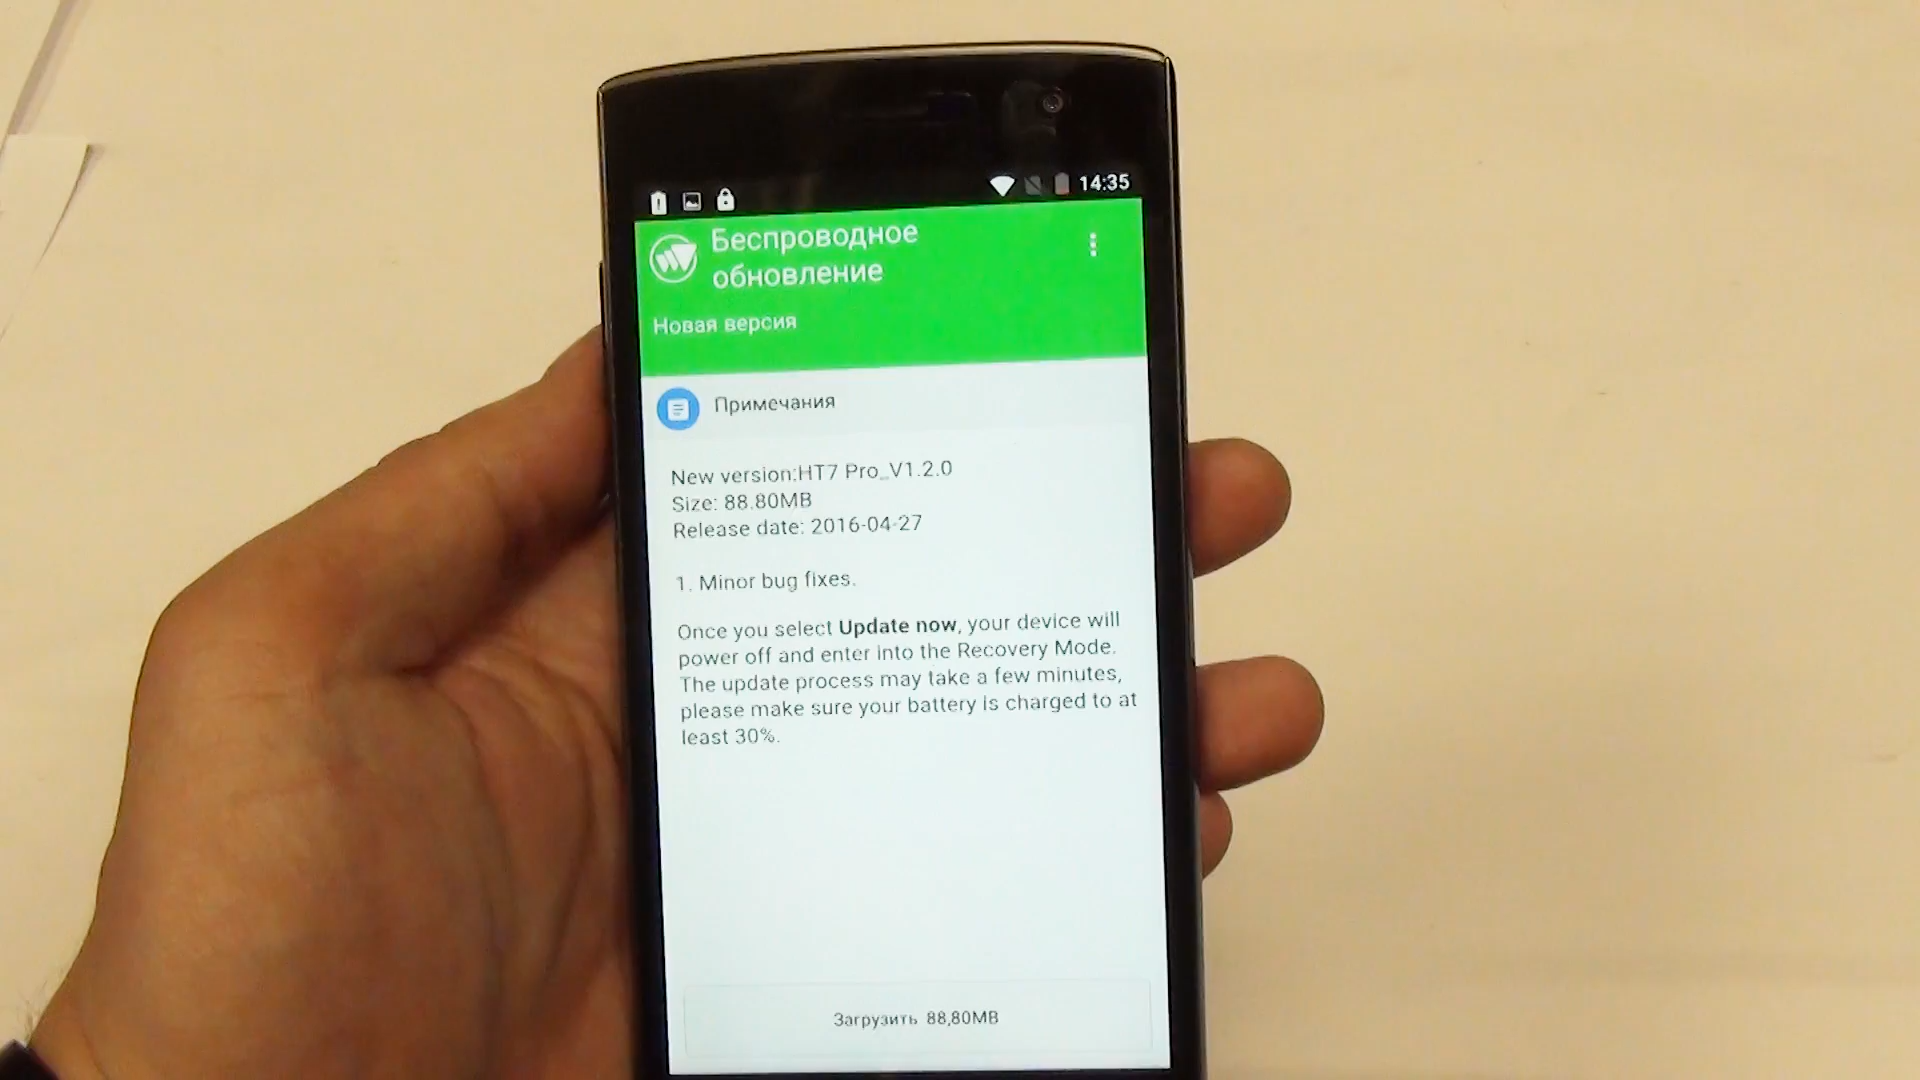 14:35
Беспроводное
обновление
Новая версия
Примечания
New version:HT7 Pro_V1.2.0
Size: 88.80MB
Release date: 2016-04-27
1. Minor bug fixes.
Once you select Update now, your device will
power off and enter into the Recovery Mode.
The update process may take a few minutes,
please make sure your battery is charged to at
least 30%.
Загрузить 88,80MB